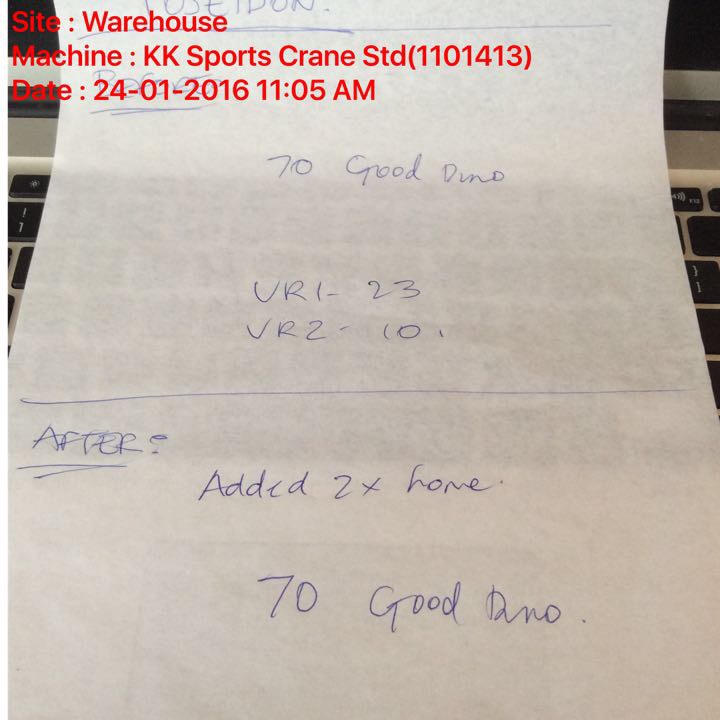 POSEIDON.
Site : Warehouse
Machine : KK Sports Crane Std(1101413)
Date : 24-01-2016 11:05 AM
70 Good Dino
VR1- 23
VR2- 10.
AFTER:
Added 2x home.
70 Good Dino.